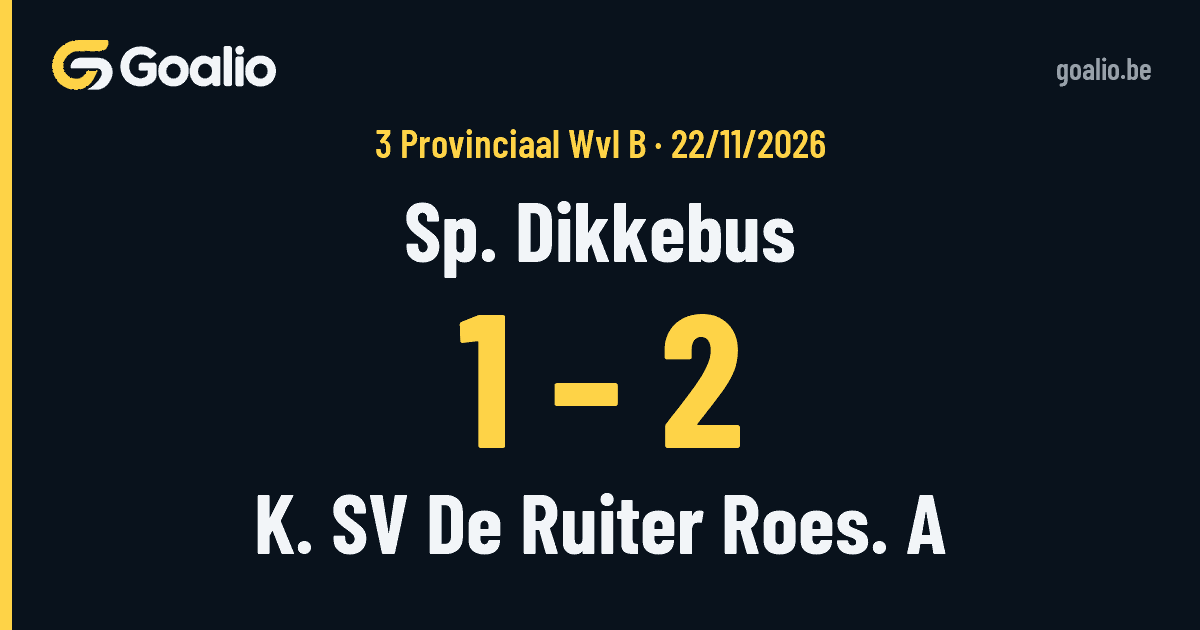 Goalio
goalio.be
3 Provinciaal Wvl B · 22/11/2026
Sp. Dikkebus
1 – 2
K. SV De Ruiter Roes. A